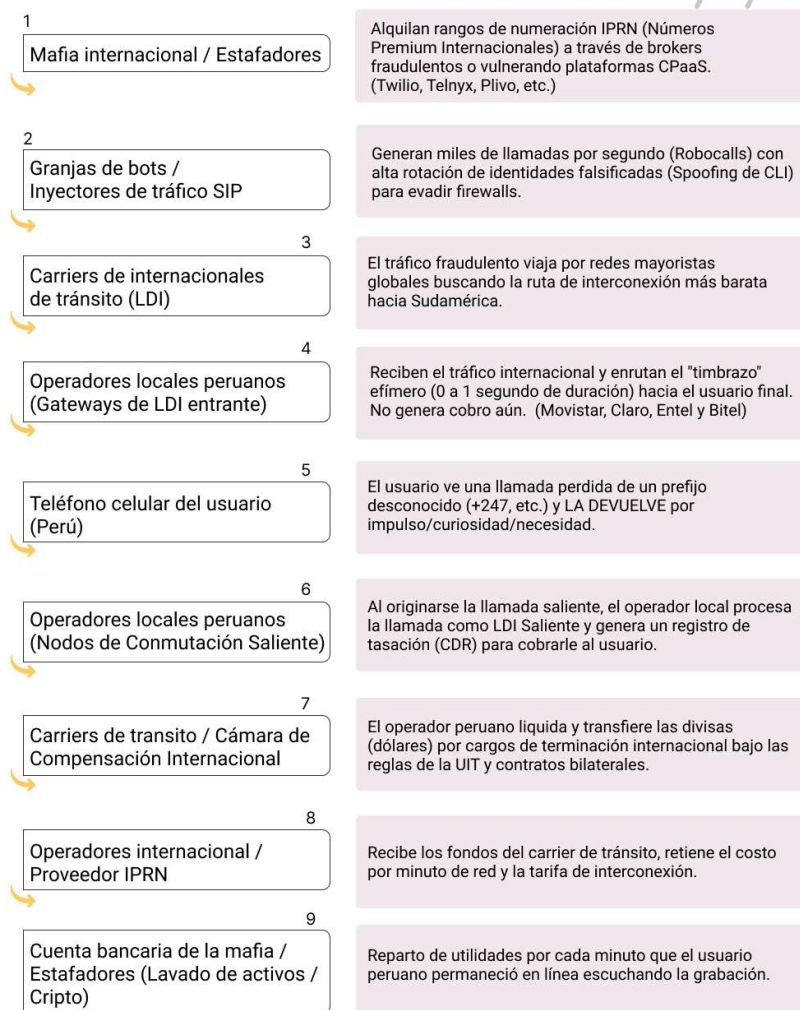 1
Mafia internacional / Estafadores
Alquilan rangos de numeración IPRN (Números
Premium Internacionales) a través de brokers
fraudulentos o vulnerando plataformas CPaaS.
(Twilio, Telnyx, Plivo, etc.)
2
Granjas de bots /
Inyectores de tráfico SIP
Generan miles de llamadas por segundo (Robocalls) con
alta rotación de identidades falsificadas (Spoofing de CLI)
para evadir firewalls.
3
Carriers de internacionales
de tránsito (LDI)
El tráfico fraudulento viaja por redes mayoristas
globales buscando la ruta de interconexión más barata
hacia Sudamérica.
4
Operadores locales peruanos
(Gateways de LDI entrante)
Reciben el tráfico internacional y enrutan el "timbrazo"
efímero (0 a 1 segundo de duración) hacia el usuario final.
No genera cobro aún. (Movistar, Claro, Entel y Bitel)
5
Teléfono celular del usuario
(Perú)
El usuario ve una llamada perdida de un prefijo
desconocido (+247, etc.) y LA DEVUELVE por
impulso/curiosidad/necesidad.
6
Operadores locales peruanos
(Nodos de Conmutación Saliente)
Al originarse la llamada saliente, el operador local procesa
la llamada como LDI Saliente y genera un registro de
tasación (CDR) para cobrarle al usuario.
7
Carriers de transito / Cámara de
Compensación Internacional
El operador peruano liquida y transfiere las divisas
(dólares) por cargos de terminación internacional bajo las
reglas de la UIT y contratos bilaterales.
8
Operadores internacional /
Proveedor IPRN
Recibe los fondos del carrier de tránsito, retiene el costo
por minuto de red y la tarifa de interconexión.
9
Cuenta bancaria de la mafia /
Estafadores (Lavado de activos /
Cripto)
Reparto de utilidades por cada minuto que el usuario
peruano permaneció en línea escuchando la grabación.